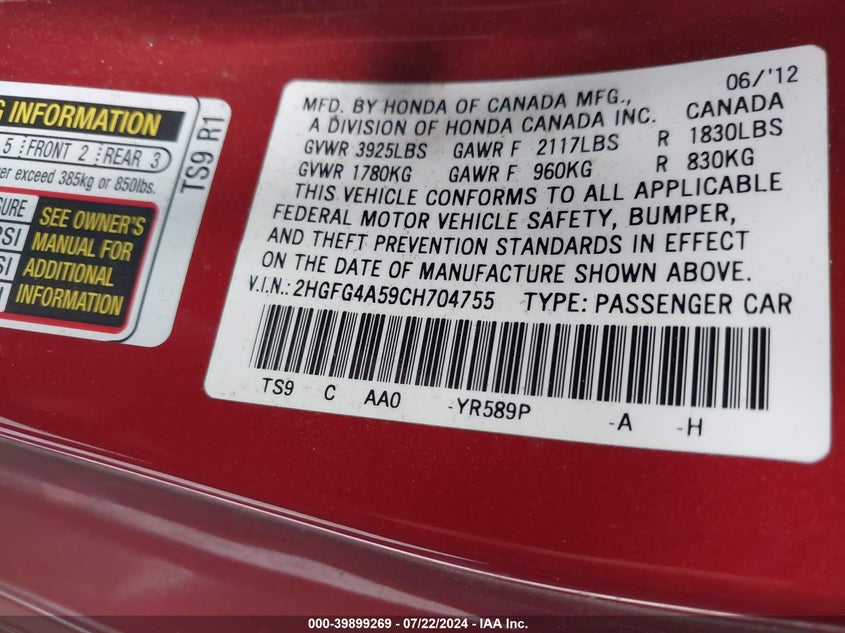 G INFORMATION
5 FRONT 2 REAR 3
er exceed 385kg or 850lbs.
SURE
PSI
SI
I
SEE OWNER'S
MANUAL FOR
ADDITIONAL
INFORMATION
TS9 R1
06/'12
MFD. BY HONDA OF CANADA MFG.,
A DIVISION OF HONDA CANADA INC. CANADA
GVWR 3925LBS GAWR F 2117LBS R 1830LBS
GVWR 1780KG GAWR F 960KG R 830KG
THIS VEHICLE CONFORMS TO ALL APPLICABLE
FEDERAL MOTOR VEHICLE SAFETY, BUMPER,
AND THEFT PREVENTION STANDARDS IN EFFECT
ON THE DATE OF MANUFACTURE SHOWN ABOVE.
V.I.N.: 2HGFG4A59CH704755 TYPE: PASSENGER CAR
TS9 C AA0 -YR589P -A -H
000-39899269 / 07/22/2024 - IAA Inc.